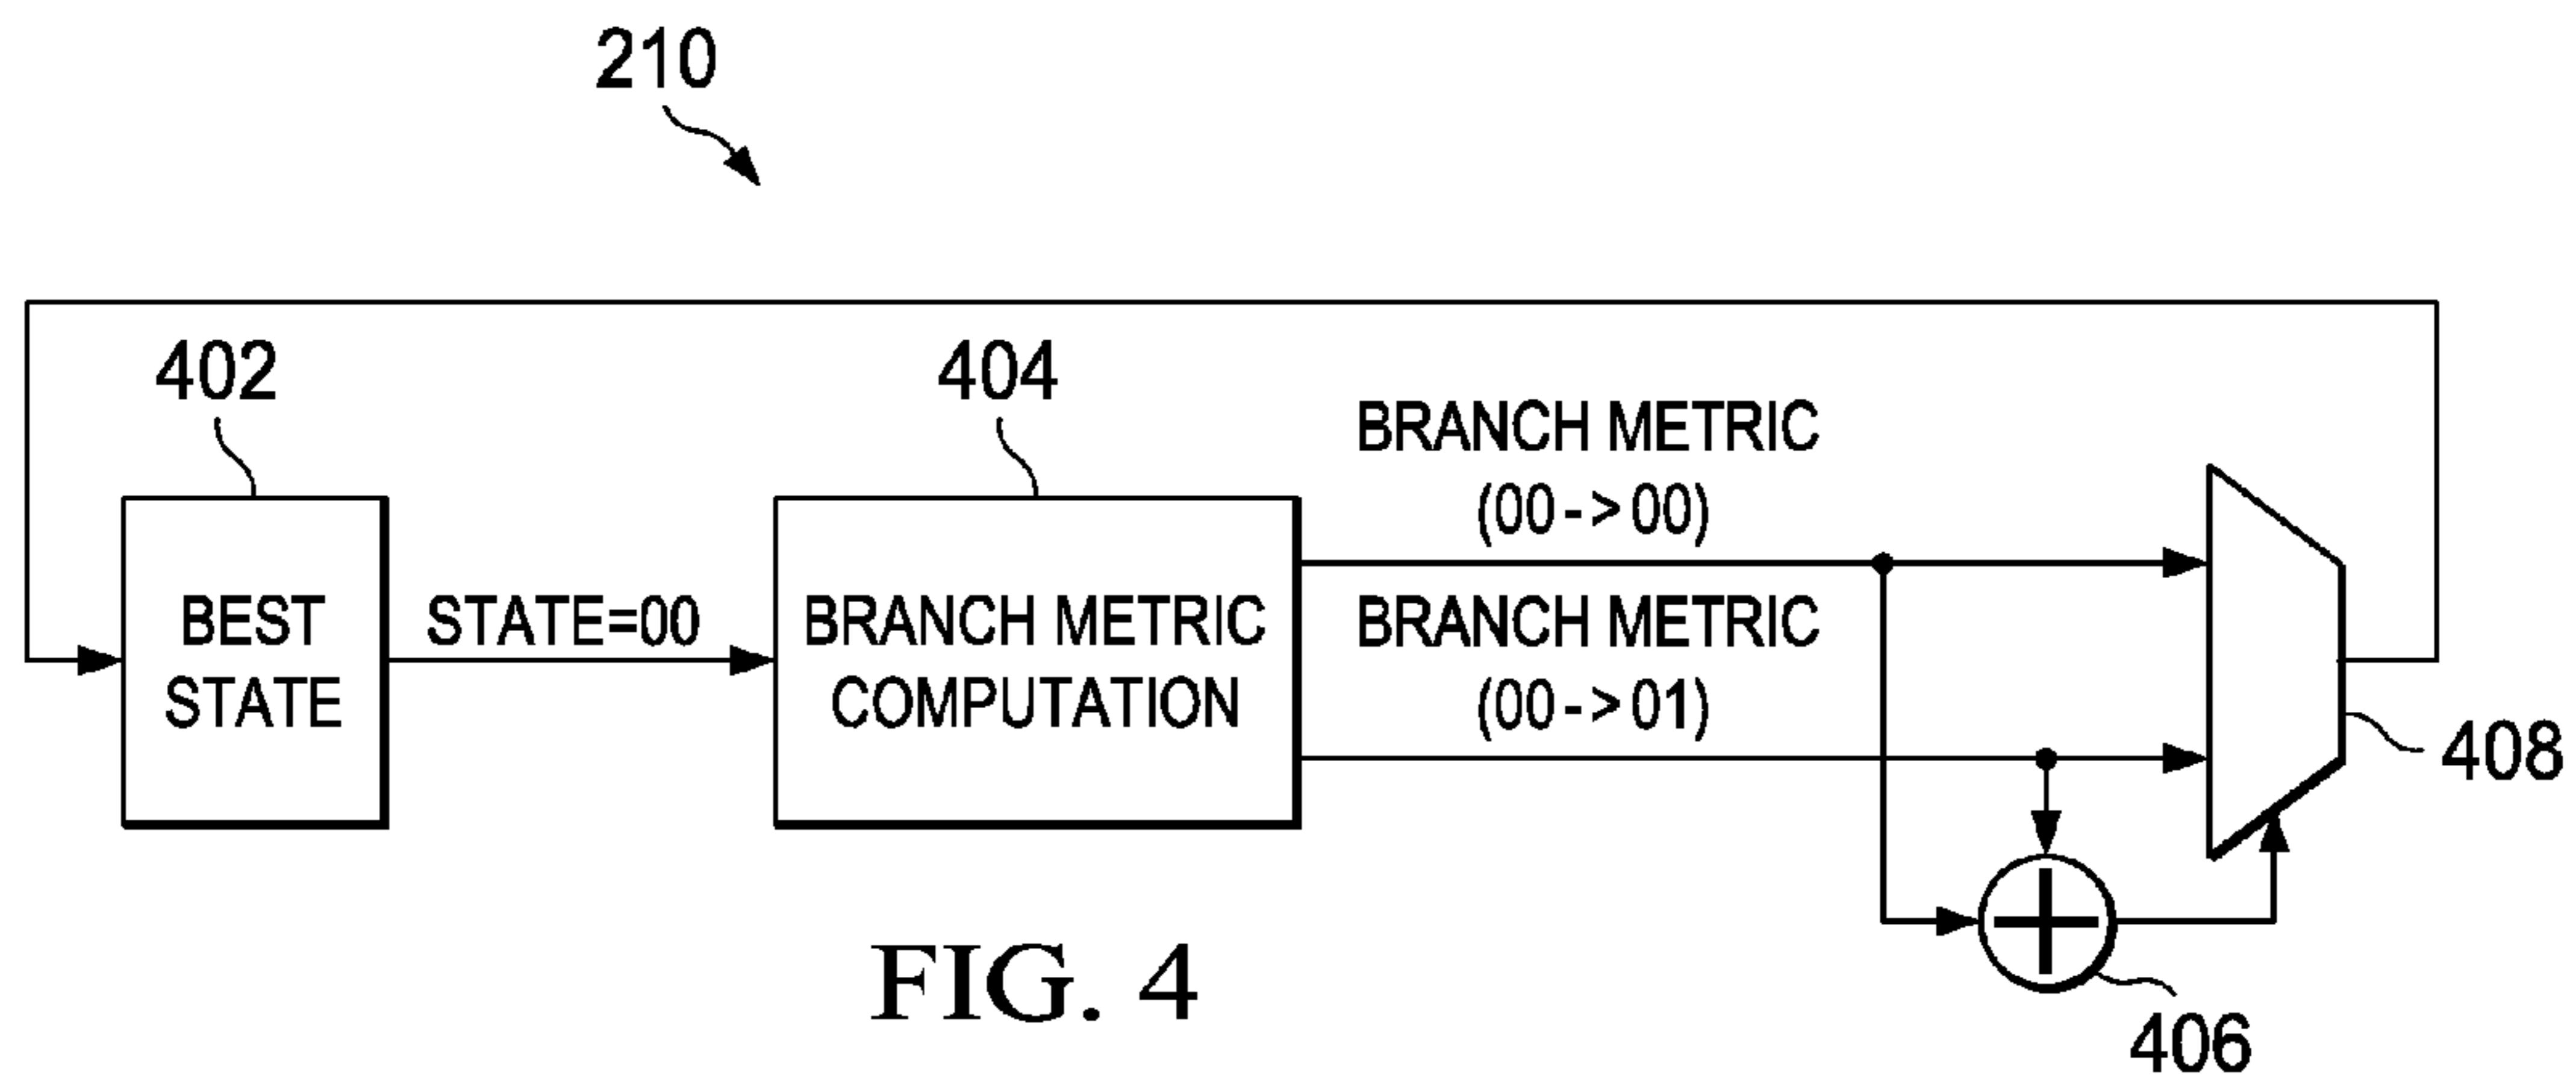 210
402
404
BRANCH METRIC
(00->00)
BEST
STATE
STATE=00
BRANCH METRIC
COMPUTATION
BRANCH METRIC
(00->01)
408
406
FIG. 4